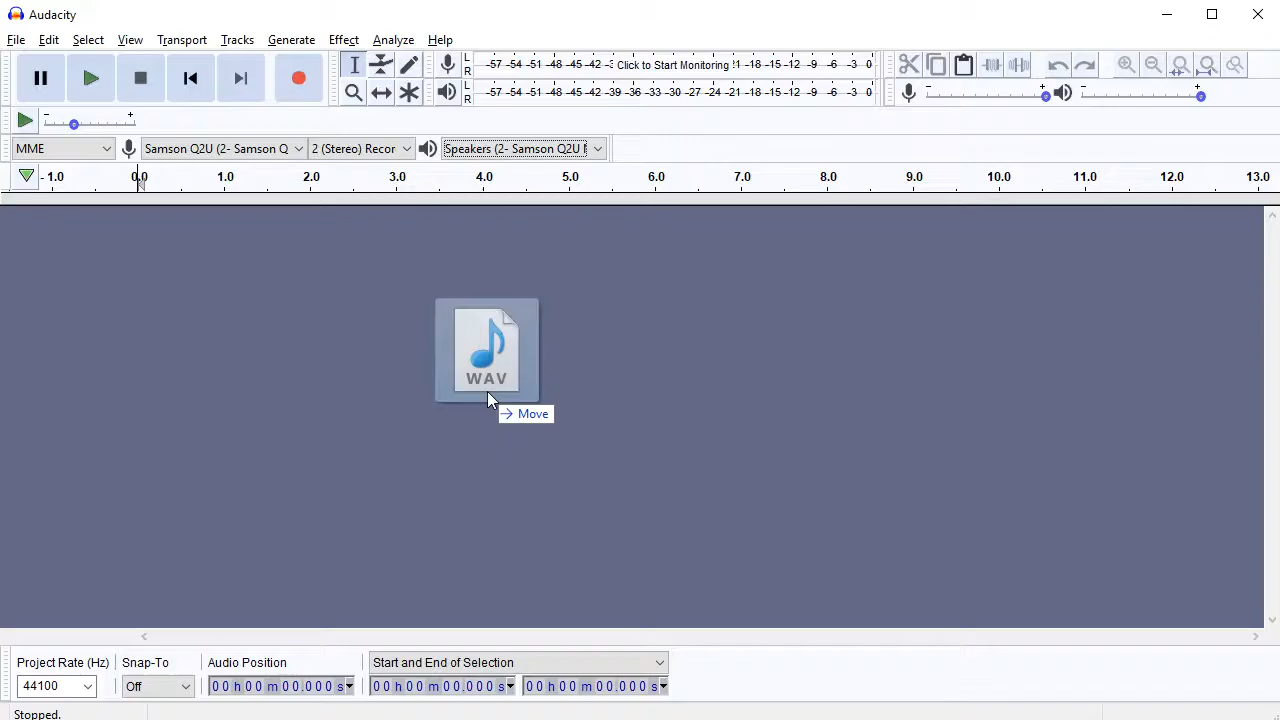 Audacity
File Edit Select View Transport Tracks Generate Effect Analyze Help
L R -57 -54 -51 -48 -45 -42 -3 Click to Start Monitoring !1 -18 -15 -12 -9 -6 -3 0
L R -57 -54 -51 -48 -45 -42 -39 -36 -33 -30 -27 -24 -21 -18 -15 -12 -9 -6 -3 0
MME Samson Q2U (2- Samson Q 2 (Stereo) Recor Speakers (2- Samson Q2U
- 1.0 0.0 1.0 2.0 3.0 4.0 5.0 6.0 7.0 8.0 9.0 10.0 11.0 12.0 13.0
WAV
Move
Project Rate (Hz) Snap-To Audio Position Start and End of Selection
44100 Off 00 h 00 m 00.000 s 00 h 00 m 00.000 s 00 h 00 m 00.000 s
Stopped.